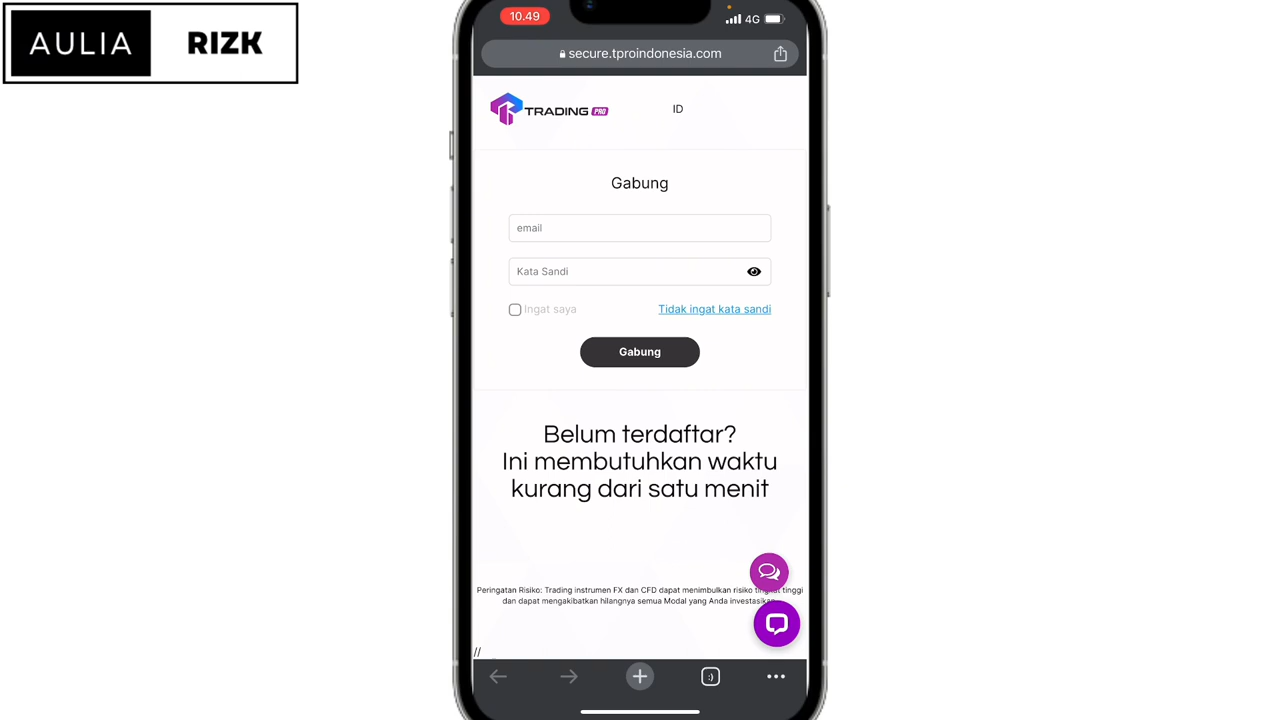 AULIA RIZK
10.49 4G
secure.tproindonesia.com
TRADING PRO ID
Gabung
email
Kata Sandi
Ingat saya Tidak ingat kata sandi
Gabung
Belum terdaftar?
Ini membutuhkan waktu
kurang dari satu menit
Peringatan Risiko: Trading instrumen FX dan CFD dapat menimbulkan risiko tingkat tinggi
dan dapat mengakibatkan hilangnya semua Modal yang Anda investasikan.
//
:)